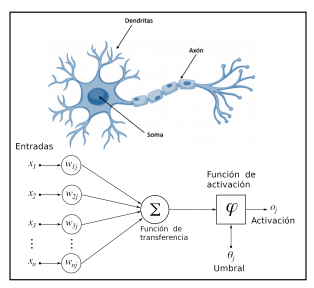 Dendritas
Axón
Soma
Entradas
x₁ w₁ⱼ
x₂ w₂ⱼ
x₃ w₃ⱼ
⋮ ⋮
xₙ wₙⱼ
Σ
Función de
transferencia
Función de
activación
φ
oⱼ
Activación
θⱼ
Umbral